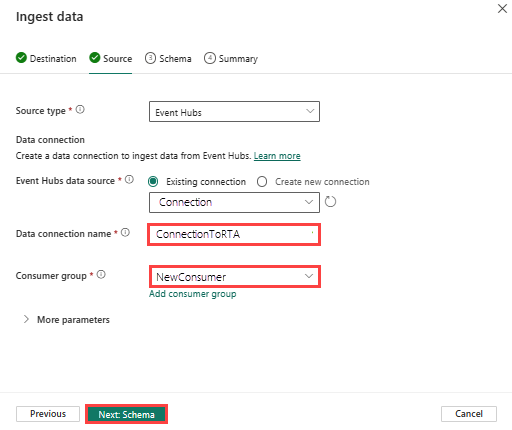 Ingest data
Destination Source 3 Schema 4 Summary
Source type * Event Hubs
Data connection
Create a data connection to ingest data from Event Hubs. Learn more
Event Hubs data source * Existing connection Create new connection
Connection
Data connection name * ConnectionToRTA
Consumer group * NewConsumer
Add consumer group
More parameters
Previous Next: Schema Cancel